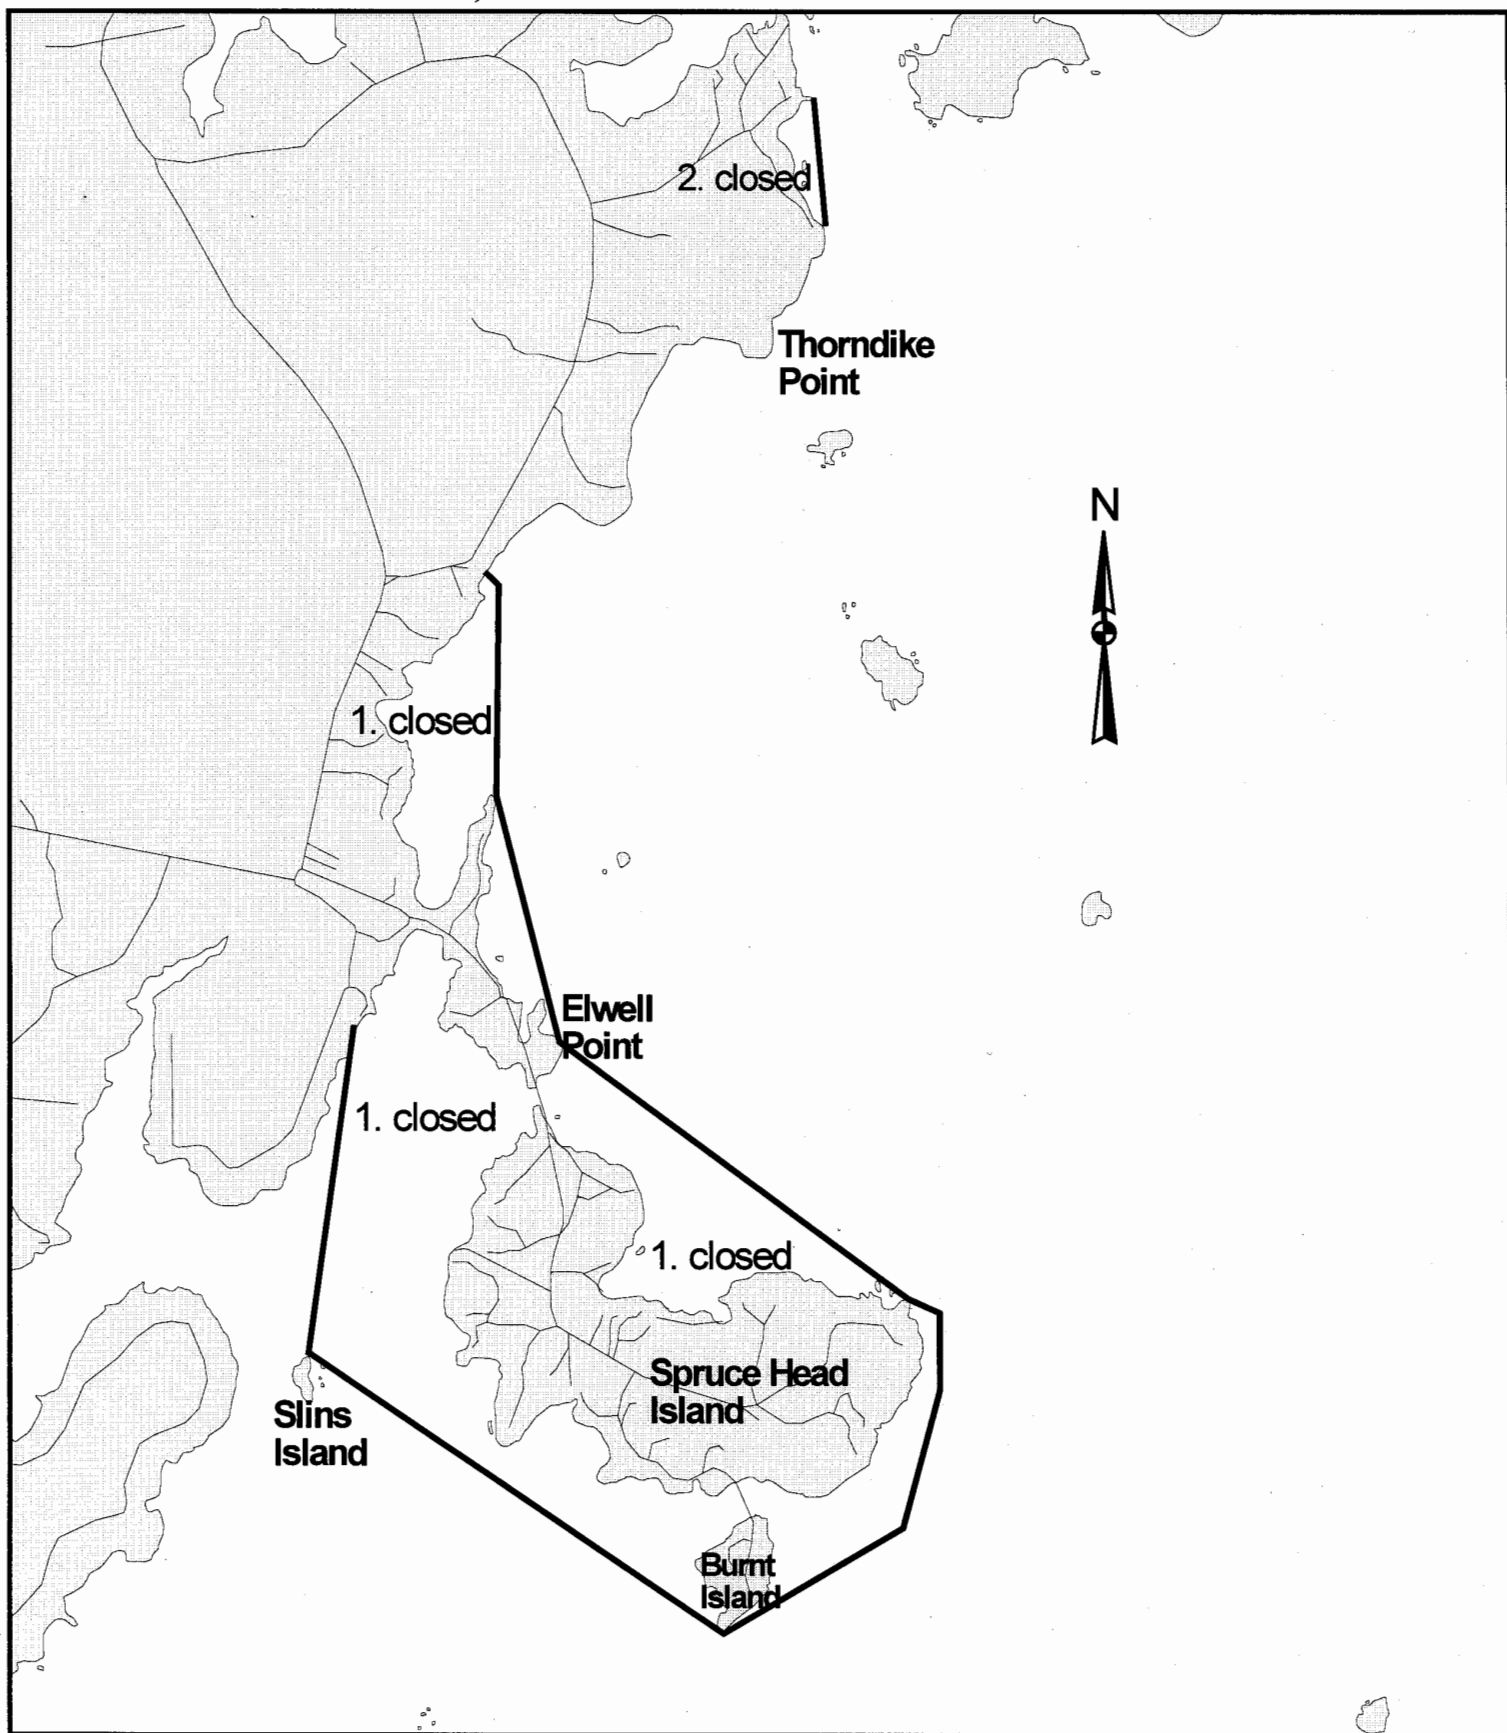 2. closed
Thorndike
Point
N
1. closed
Elwell
Point
1. closed
1. closed
Spruce Head
Island
Slins
Island
Burnt
Island